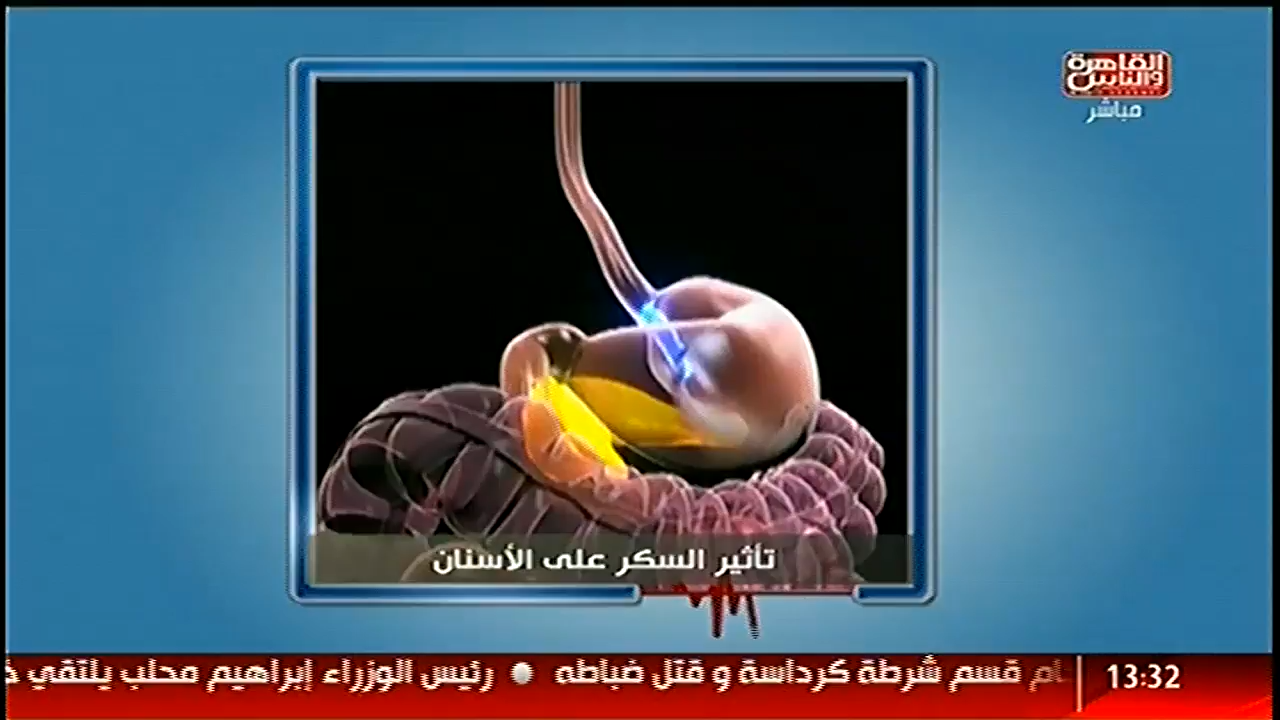 القاهرة
والناس
مباشر
تأثير السكر على الأسنان
قسم شرطة كرداسة و قتل ضباطه ● رئيس الوزراء إبراهيم محلب يلتقي
13:32